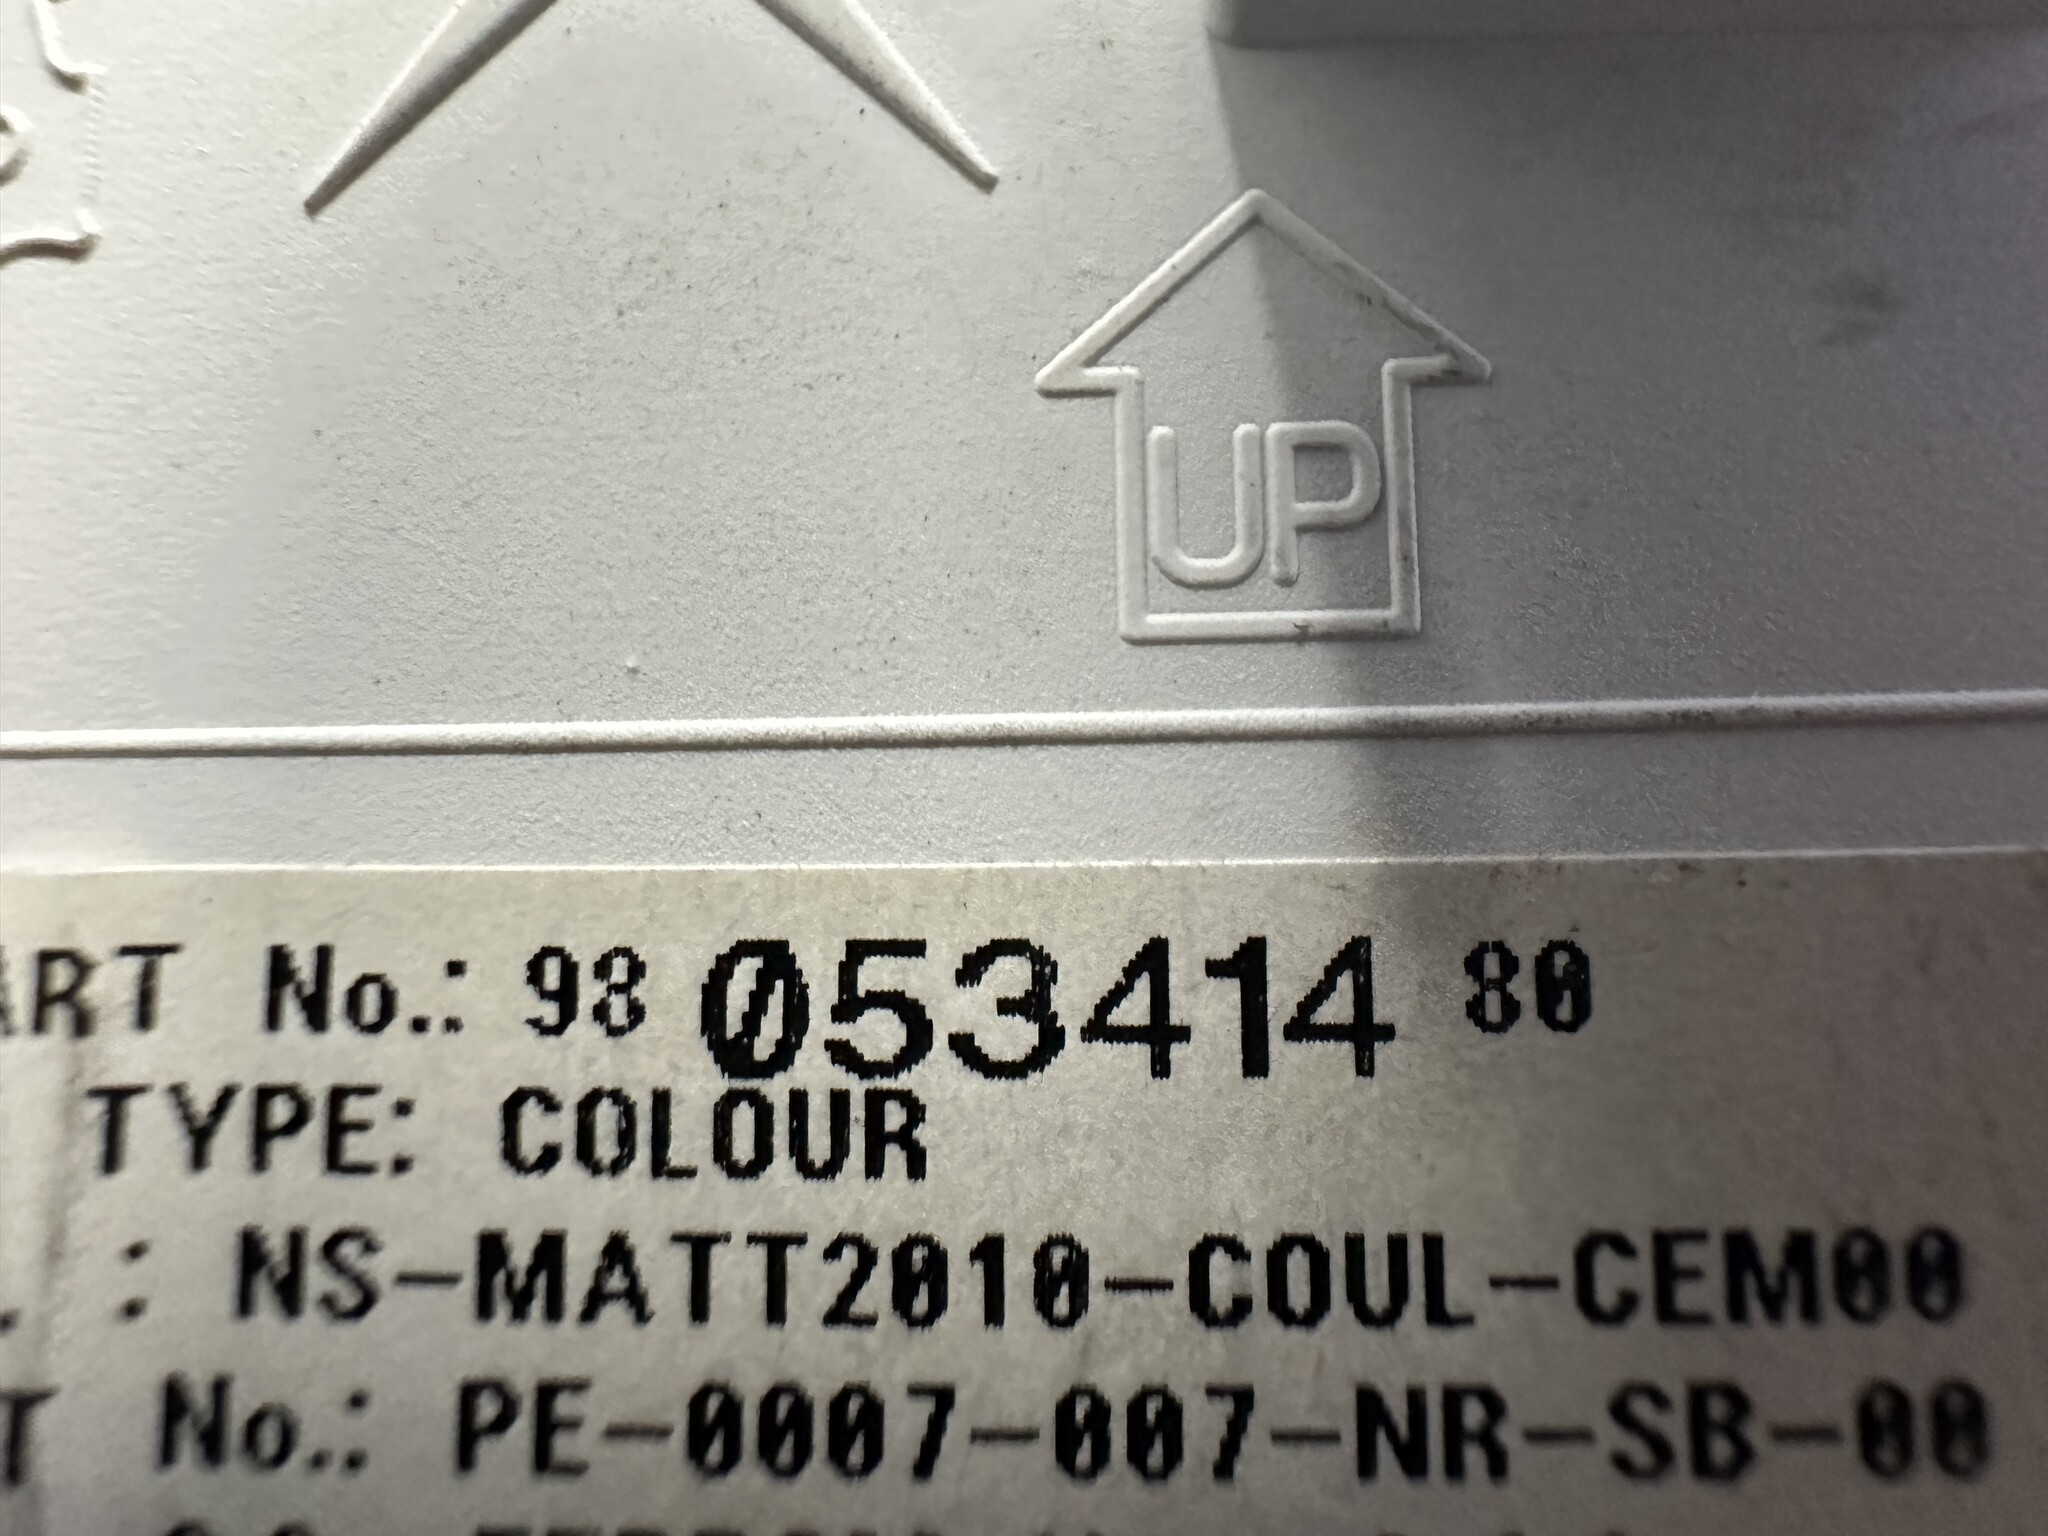 UP
ART No.: 98 053414 80
TYPE: COLOUR
. : NS-MATT2010-COUL-CEM00
T No.: PE-0007-007-NR-SB-00